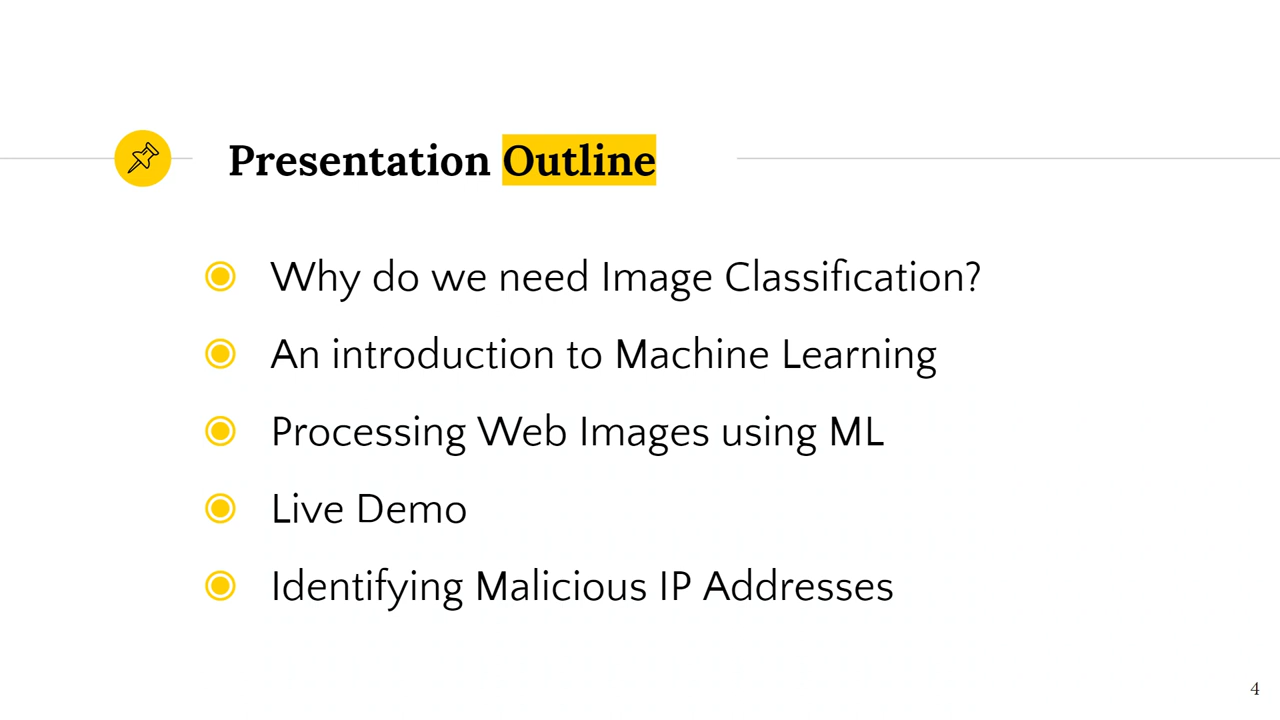 Presentation Outline
Why do we need Image Classification?
An introduction to Machine Learning
Processing Web Images using ML
Live Demo
Identifying Malicious IP Addresses
4